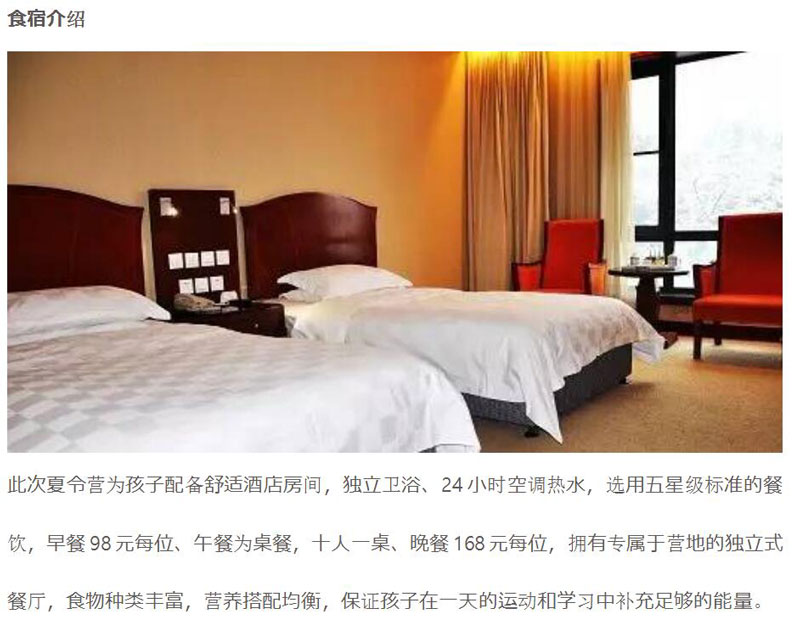 食宿介绍
此次夏令营为孩子配备舒适酒店房间，独立卫浴、24小时空调热水，选用五星级标准的餐
饮，早餐98元每位、午餐为桌餐，十人一桌、晚餐168元每位，拥有专属于营地的独立式
餐厅，食物种类丰富，营养搭配均衡，保证孩子在一天的运动和学习中补充足够的能量。